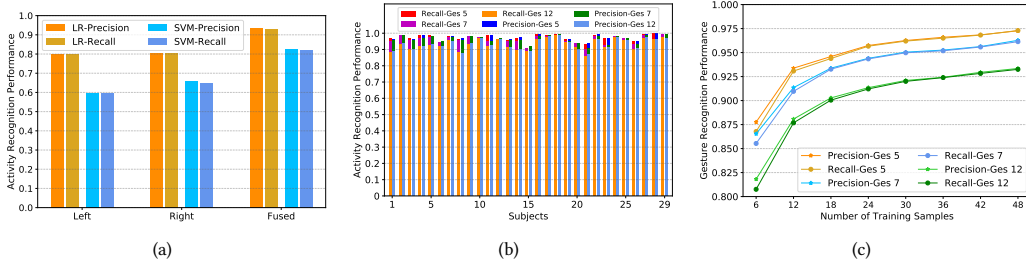 Activity Recognition Performance
1.0
0.9
0.8
0.7
0.6
0.5
0.4
0.3
0.2
0.1
0.0
LR-Precision
LR-Recall
SVM-Precision
SVM-Recall
Left
Right
Fused
(a)
Activity Recognition Performance
1.0
0.9
0.8
0.7
0.6
0.5
0.4
0.3
0.2
0.1
0
Recall-Ges 5
Recall-Ges 7
Recall-Ges 12
Precision-Ges 5
Precision-Ges 7
Precision-Ges 12
1
5
10
15
20
25
29
Subjects
(b)
Gesture Recognition Performance
1.000
0.975
0.950
0.925
0.900
0.875
0.850
0.825
0.800
Precision-Ges 5
Recall-Ges 5
Precision-Ges 7
Recall-Ges 7
Precision-Ges 12
Recall-Ges 12
6
12
18
24
30
36
42
48
Number of Training Samples
(c)